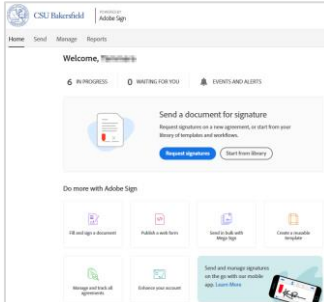 CSU Bakersfield
POWERED BY
Adobe Sign
Home Send Manage Reports
Welcome,
6 IN PROGRESS 0 WAITING FOR YOU EVENTS AND ALERTS
Send a document for signature
Request signatures on a new agreement, or start from your
library of templates and workflows.
Request signatures Start from library
Do more with Adobe Sign
Fill and sign a document
Publish a web form
Send in bulk with
Mega Sign
Create a reusable
template
Manage and track all
agreements
Enhance your account
Send and manage signatures
on the go with our mobile
app. Learn More